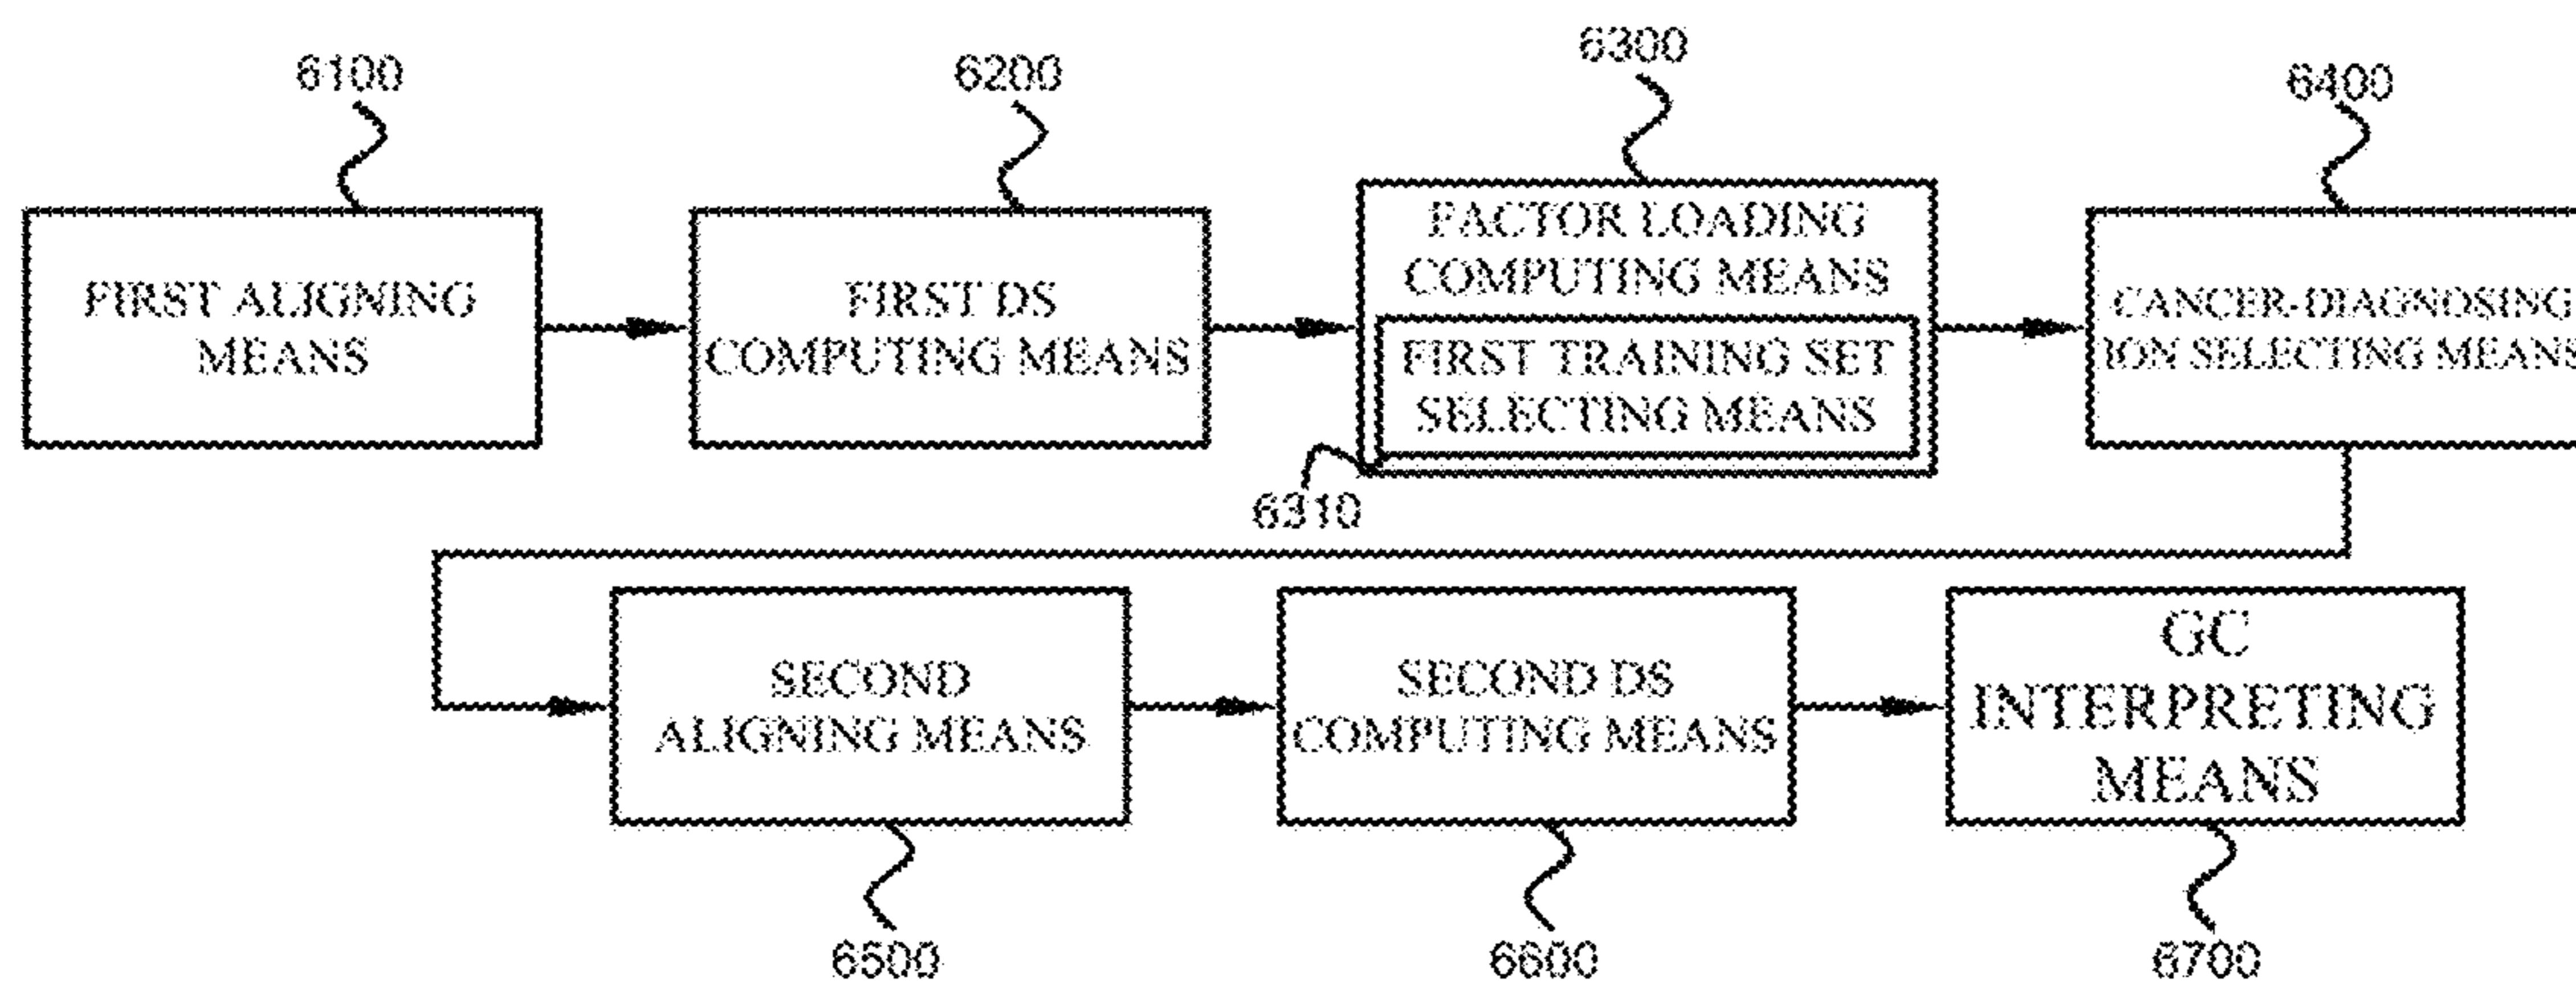 6100
6200
6300
6400
FIRST ALIGNING
MEANS
FIRST DS
COMPUTING MEANS
FACTOR LOADING
COMPUTING MEANS
FIRST TRAINING SET
SELECTING MEANS
CANCER-DIAGNOSING
ION SELECTING MEANS
6310
SECOND
ALIGNING MEANS
SECOND DS
COMPUTING MEANS
GC
INTERPRETING
MEANS
6500
6600
6700